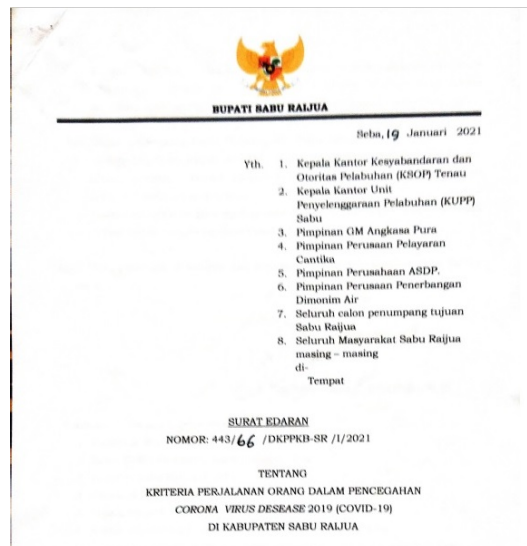 BUPATI SABU RAIJUA
Seba, 19 Januari 2021
Yth. 1. Kepala Kantor Kesyabandaran dan
Otoritas Pelabuhan (KSOP) Tenau
2. Kepala Kantor Unit
Penyelenggaraan Pelabuhan (KUPP)
Sabu
3. Pimpinan GM Angkasa Pura
4. Pimpinan Perusaan Pelayaran
Cantika
5. Pimpinan Perusahaan ASDP.
6. Pimpinan Perusaan Penerbangan
Dimonim Air
7. Seluruh calon penumpang tujuan
Sabu Raijua
8. Seluruh Masyarakat Sabu Raijua
masing – masing
di-
Tempat
SURAT EDARAN
NOMOR: 443/66 /DKPPKB-SR /I/2021
TENTANG
KRITERIA PERJALANAN ORANG DALAM PENCEGAHAN
CORONA VIRUS DESEASE 2019 (COVID-19)
DI KABUPATEN SABU RAIJUA